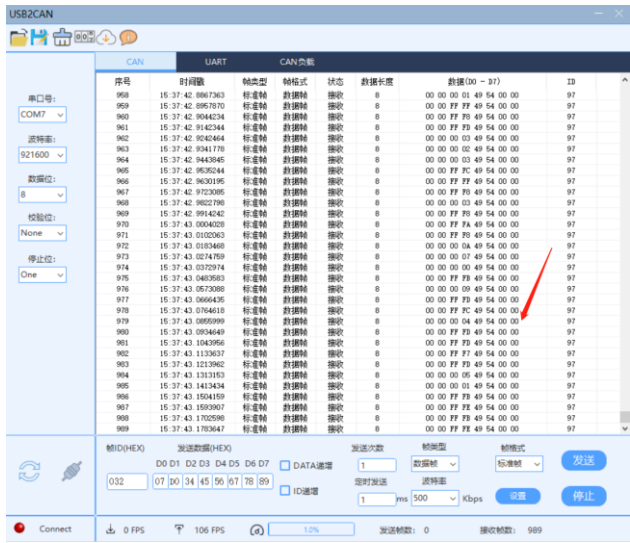 USB2CAN
CAN UART CAN负载
序号 时间戳 帧类型 帧格式 状态 数据长度 数据(D0 - D7) ID
958 15:37:42.8867363 标准帧 数据帧 接收 8 00 00 00 01 49 54 00 00 97
959 15:37:42.8957870 标准帧 数据帧 接收 8 00 00 FF FF 49 54 00 00 97
960 15:37:42.9044234 标准帧 数据帧 接收 8 00 00 FF F8 49 54 00 00 97
961 15:37:42.9142344 标准帧 数据帧 接收 8 00 00 FF FD 49 54 00 00 97
962 15:37:42.9242464 标准帧 数据帧 接收 8 00 00 00 03 49 54 00 00 97
963 15:37:42.9341778 标准帧 数据帧 接收 8 00 00 00 02 49 54 00 00 97
964 15:37:42.9443845 标准帧 数据帧 接收 8 00 00 00 03 49 54 00 00 97
965 15:37:42.9535244 标准帧 数据帧 接收 8 00 00 FF FC 49 54 00 00 97
966 15:37:42.9630195 标准帧 数据帧 接收 8 00 00 FF FF 49 54 00 00 97
967 15:37:42.9723085 标准帧 数据帧 接收 8 00 00 FF F8 49 54 00 00 97
968 15:37:42.9822798 标准帧 数据帧 接收 8 00 00 00 03 49 54 00 00 97
969 15:37:42.9914242 标准帧 数据帧 接收 8 00 00 FF F8 49 54 00 00 97
970 15:37:43.0004028 标准帧 数据帧 接收 8 00 00 FF FA 49 54 00 00 97
971 15:37:43.0102063 标准帧 数据帧 接收 8 00 00 FF F8 49 54 00 00 97
972 15:37:43.0183468 标准帧 数据帧 接收 8 00 00 00 0A 49 54 00 00 97
973 15:37:43.0274759 标准帧 数据帧 接收 8 00 00 00 07 49 54 00 00 97
974 15:37:43.0372974 标准帧 数据帧 接收 8 00 00 00 00 49 54 00 00 97
975 15:37:43.0483583 标准帧 数据帧 接收 8 00 00 FF FB 49 54 00 00 97
976 15:37:43.0573088 标准帧 数据帧 接收 8 00 00 00 09 49 54 00 00 97
977 15:37:43.0666435 标准帧 数据帧 接收 8 00 00 FF FD 49 54 00 00 97
978 15:37:43.0764618 标准帧 数据帧 接收 8 00 00 FF FC 49 54 00 00 97
979 15:37:43.0855999 标准帧 数据帧 接收 8 00 00 00 04 49 54 00 00 97
980 15:37:43.0934649 标准帧 数据帧 接收 8 00 00 FF FD 49 54 00 00 97
981 15:37:43.1043956 标准帧 数据帧 接收 8 00 00 FF FD 49 54 00 00 97
982 15:37:43.1133637 标准帧 数据帧 接收 8 00 00 FF F7 49 54 00 00 97
983 15:37:43.1213962 标准帧 数据帧 接收 8 00 00 FF FD 49 54 00 00 97
984 15:37:43.1313153 标准帧 数据帧 接收 8 00 00 00 05 49 54 00 00 97
985 15:37:43.1413434 标准帧 数据帧 接收 8 00 00 00 01 49 54 00 00 97
986 15:37:43.1504159 标准帧 数据帧 接收 8 00 00 FF FB 49 54 00 00 97
987 15:37:43.1593907 标准帧 数据帧 接收 8 00 00 FF FE 49 54 00 00 97
988 15:37:43.1702598 标准帧 数据帧 接收 8 00 00 FF FB 49 54 00 00 97
989 15:37:43.1783647 标准帧 数据帧 接收 8 00 00 FF FE 49 54 00 00 97
串口号:
COM7
波特率:
921600
数据位:
8
校验位:
None
停止位:
One
帧ID(HEX) 发送数据(HEX) 发送次数 帧类型 帧格式
D0 D1 D2 D3 D4 D5 D6 D7 DATA递增 1 数据帧 标准帧 发送
032 07 D0 34 45 56 67 78 89 ID递增 定时发送 波特率
1 ms 500 Kbps 设置 停止
Connect 0 FPS 106 FPS 1.0% 发送帧数: 0 接收帧数: 989